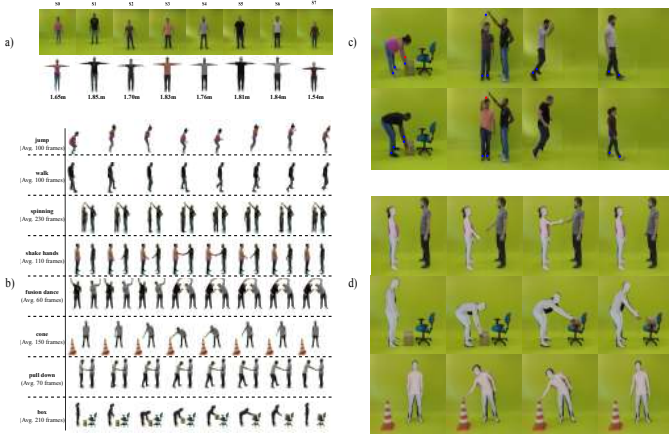 S0 S1 S2 S3 S4 S5 S6 S7
a)
1.65m 1.85.m 1.70m 1.83m 1.76m 1.81m 1.84m 1.54m
jump
(Avg. 100 frames)
walk
(Avg. 100 frames)
spinning
(Avg. 230 frames)
shake hands
(Avg. 110 frames)
b)
fusion dance
(Avg. 60 frames)
cone
(Avg. 150 frames)
pull down
(Avg. 70 frames)
box
(Avg. 210 frames)
c)
d)